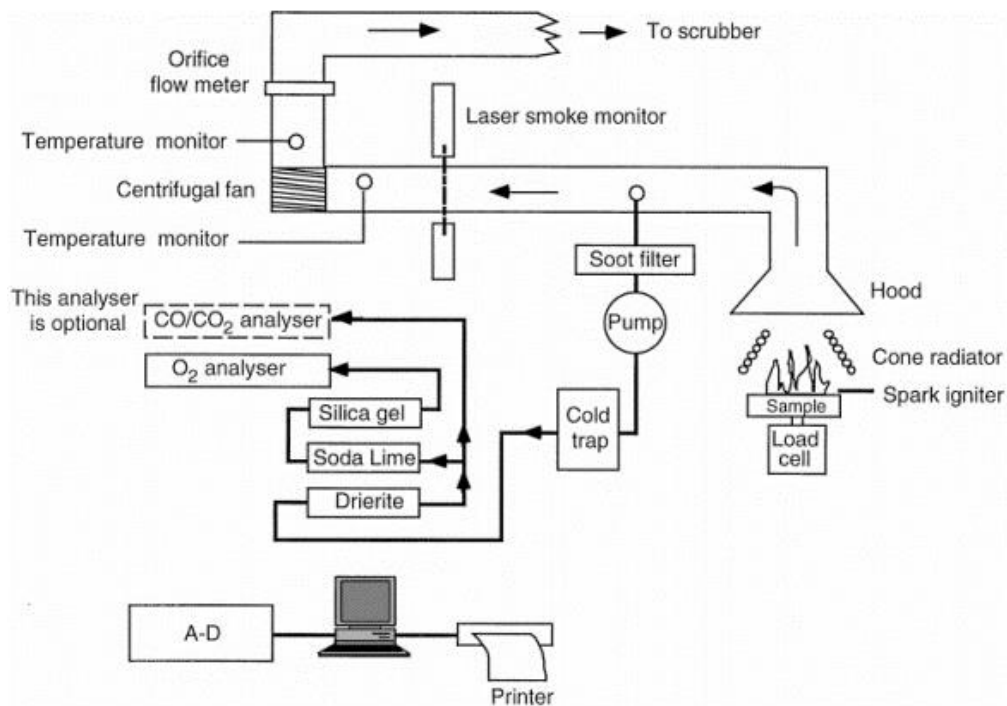 To scrubber
Orifice
flow meter
Laser smoke monitor
Temperature monitor
Centrifugal fan
Temperature monitor
Soot filter
Hood
This analyser
is optional
CO/CO₂ analyser
Pump
O₂ analyser
Cone radiator
Spark igniter
Silica gel
Cold
trap
Sample
Soda Lime
Load
cell
Drierite
A-D
Printer